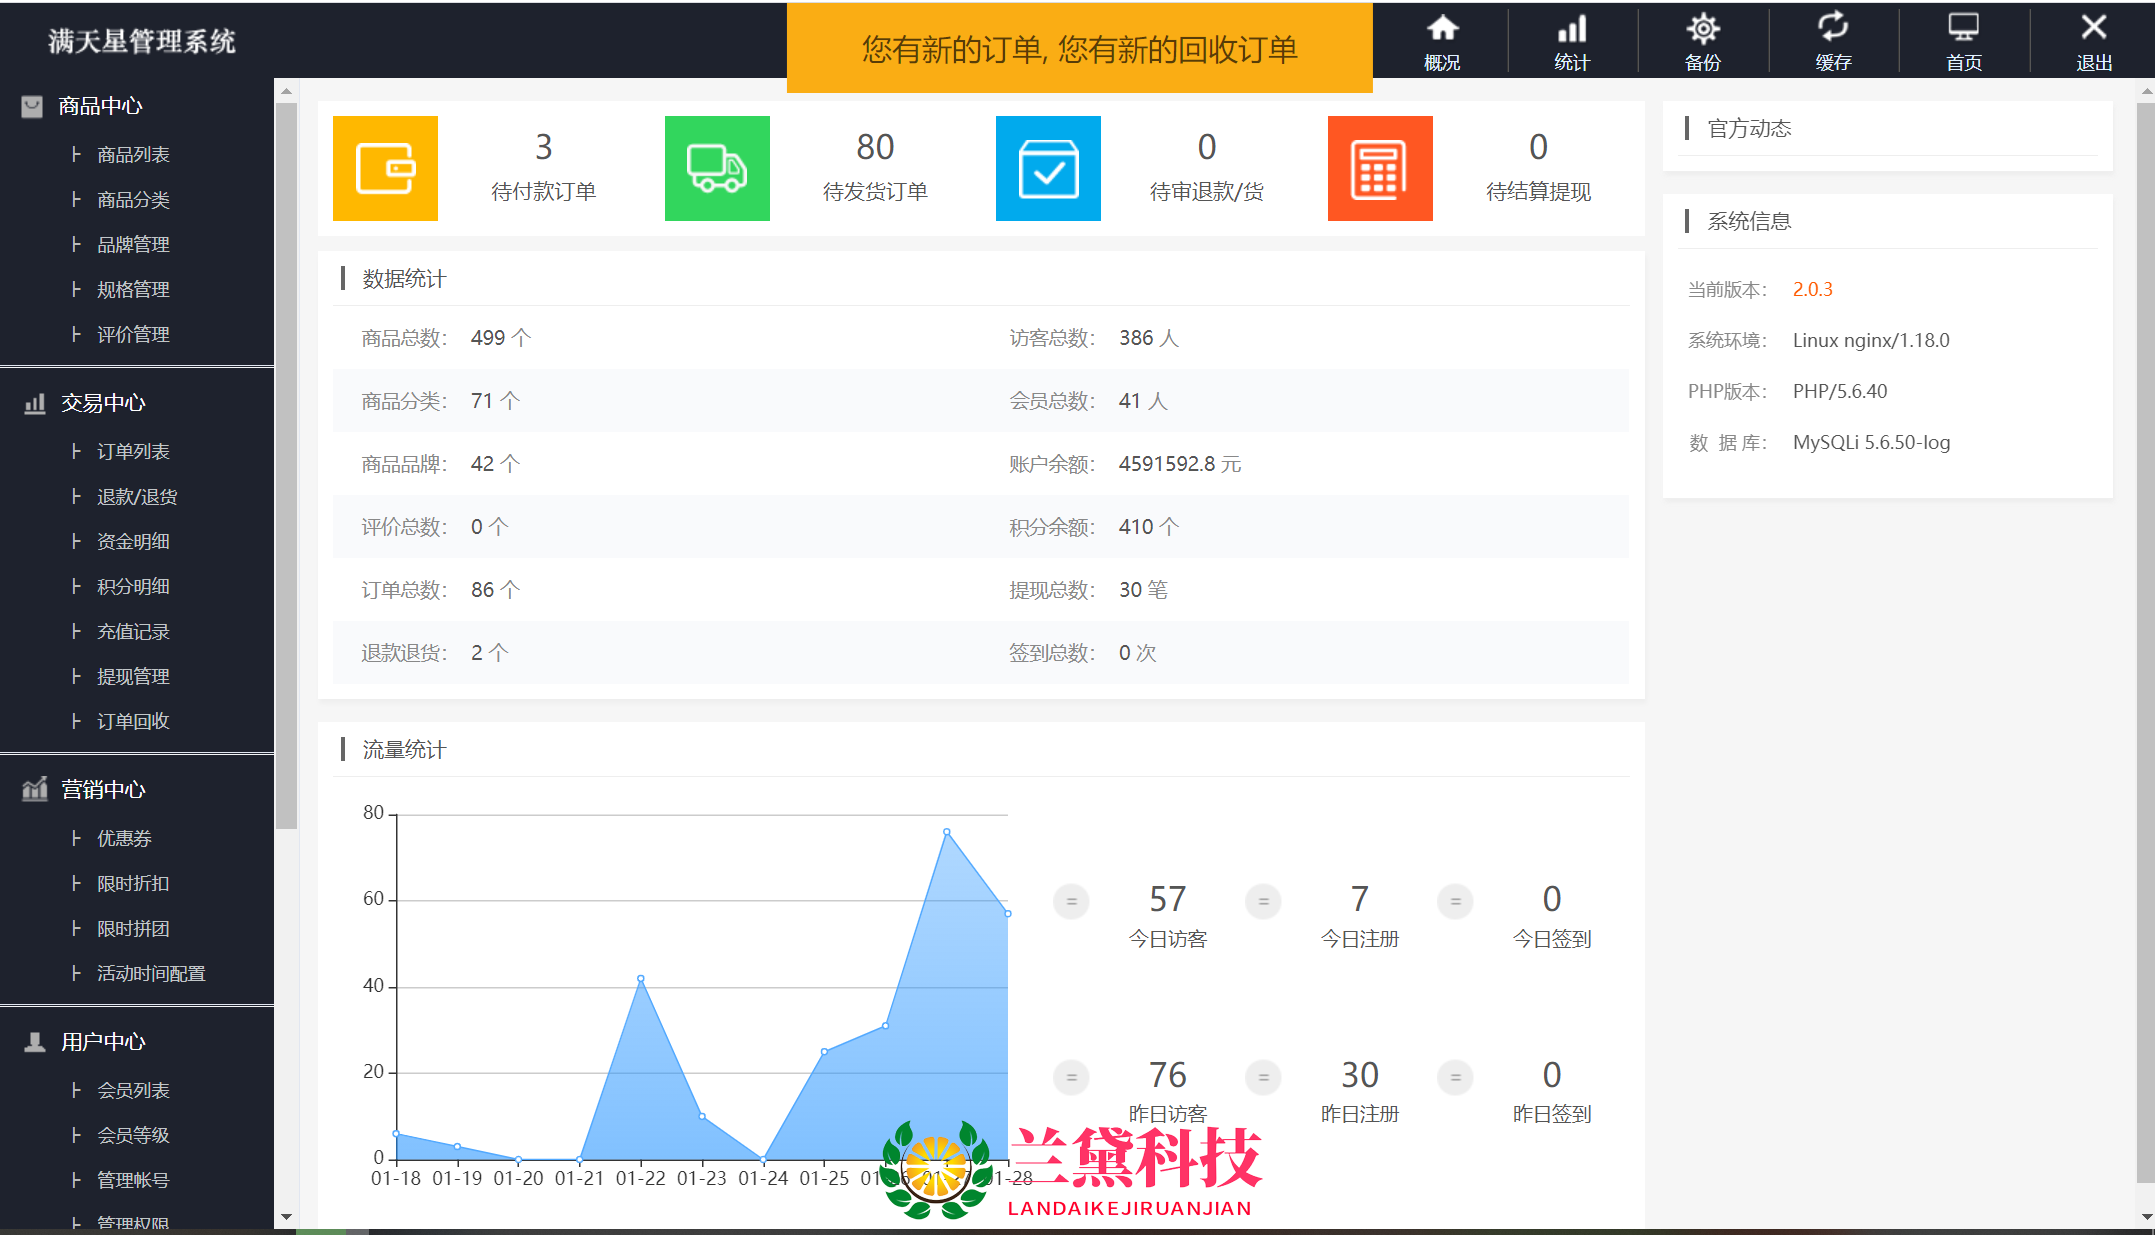 满天星管理系统
您有新的订单, 您有新的回收订单
概况
统计
备份
缓存
首页
退出
商品中心
├ 商品列表
├ 商品分类
├ 品牌管理
├ 规格管理
├ 评价管理
交易中心
├ 订单列表
├ 退款/退货
├ 资金明细
├ 积分明细
├ 充值记录
├ 提现管理
├ 订单回收
营销中心
├ 优惠券
├ 限时折扣
├ 限时拼团
├ 活动时间配置
用户中心
├ 会员列表
├ 会员等级
├ 管理帐号
├ 管理权限
3
待付款订单
80
待发货订单
0
待审退款/货
0
待结算提现
数据统计
商品总数: 499 个
访客总数: 386 人
商品分类: 71 个
会员总数: 41 人
商品品牌: 42 个
账户余额: 4591592.8 元
评价总数: 0 个
积分余额: 410 个
订单总数: 86 个
提现总数: 30 笔
退款退货: 2 个
签到总数: 0 次
流量统计
80
60
40
20
0
01-18 01-19 01-20 01-21 01-22 01-23 01-24 01-25
01-28
= 57
今日访客
= 7
今日注册
= 0
今日签到
= 76
昨日访客
= 30
昨日注册
= 0
昨日签到
兰黛科技
LANDAIKEJIRUANJIAN
官方动态
系统信息
当前版本: 2.0.3
系统环境: Linux nginx/1.18.0
PHP版本: PHP/5.6.40
数 据 库: MySQLi 5.6.50-log